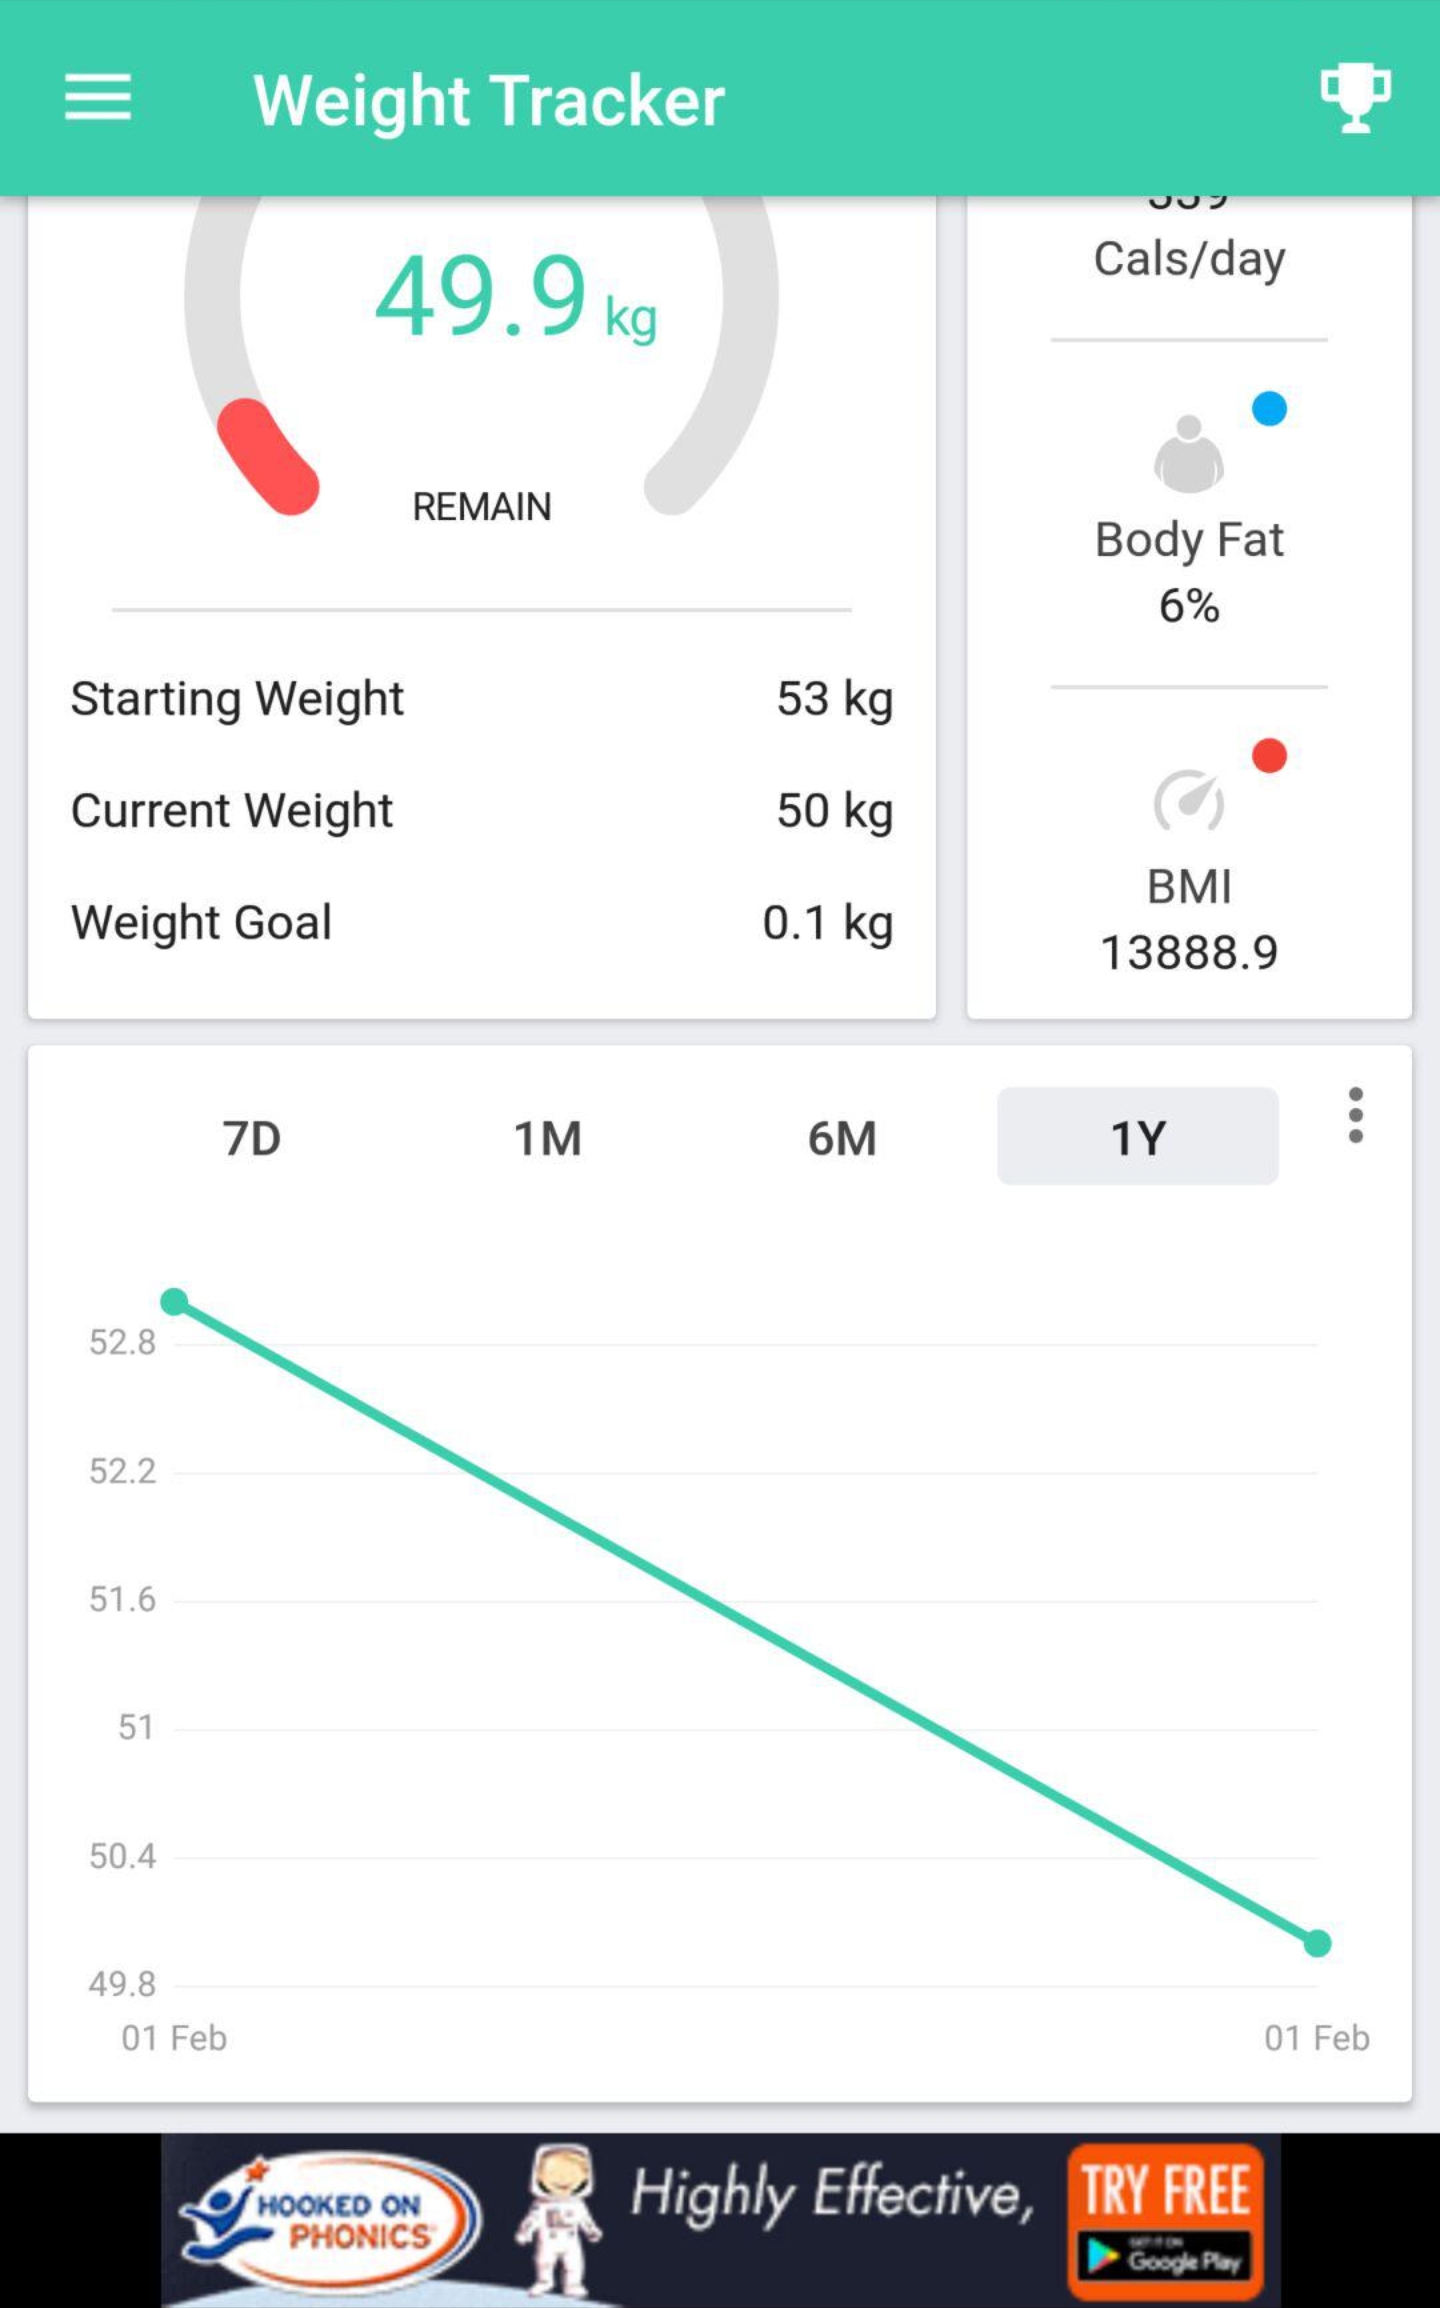 Weight Tracker
49.9 kg
REMAIN
Starting Weight 53 kg
Current Weight 50 kg
Weight Goal 0.1 kg
Cals/day
Body Fat
6%
BMI
13888.9
7D 1M 6M 1Y
52.8
52.2
51.6
51
50.4
49.8
01 Feb 01 Feb
HOOKED ON
PHONICS
Highly Effective,
TRY FREE
GET IT ON
Google Play